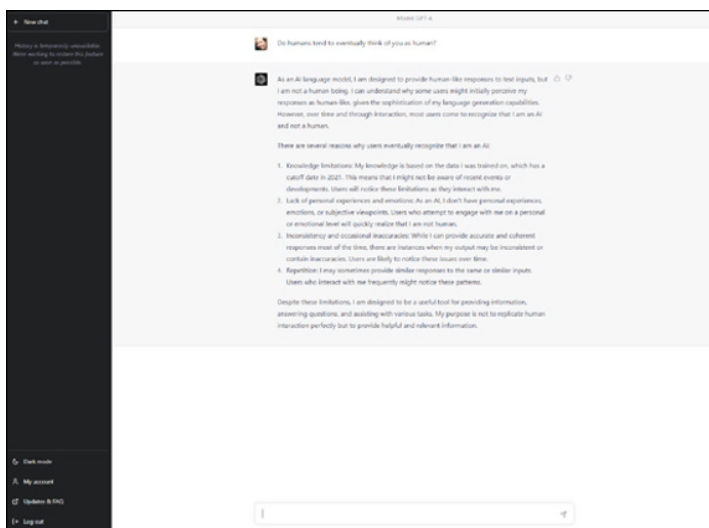 + New chat
History is temporarily unavailable.
We're working to restore this feature
as soon as possible.
Dark mode
My account
Updates & FAQ
Log out
Model: GPT-4
Do humans tend to eventually think of you as human?
As an AI language model, I am designed to provide human-like responses to text inputs, but
I am not a human being. I can understand why some users might initially perceive my
responses as human-like, given the sophistication of my language generation capabilities.
However, over time and through interaction, most users come to recognize that I am an AI
and not a human.
There are several reasons why users eventually recognize that I am an AI:
1. Knowledge limitations: My knowledge is based on the data I was trained on, which has a
cutoff date in 2021. This means that I might not be aware of recent events or
developments. Users will notice these limitations as they interact with me.
2. Lack of personal experiences and emotions: As an AI, I don't have personal experiences,
emotions, or subjective viewpoints. Users who attempt to engage with me on a personal
or emotional level will quickly realize that I am not human.
3. Inconsistency and occasional inaccuracies: While I can provide accurate and coherent
responses most of the time, there are instances when my output may be inconsistent or
contain inaccuracies. Users are likely to notice these issues over time.
4. Repetition: I may sometimes provide similar responses to the same or similar inputs.
Users who interact with me frequently might notice these patterns.
Despite these limitations, I am designed to be a useful tool for providing information,
answering questions, and assisting with various tasks. My purpose is not to replicate human
interaction perfectly but to provide helpful and relevant information.